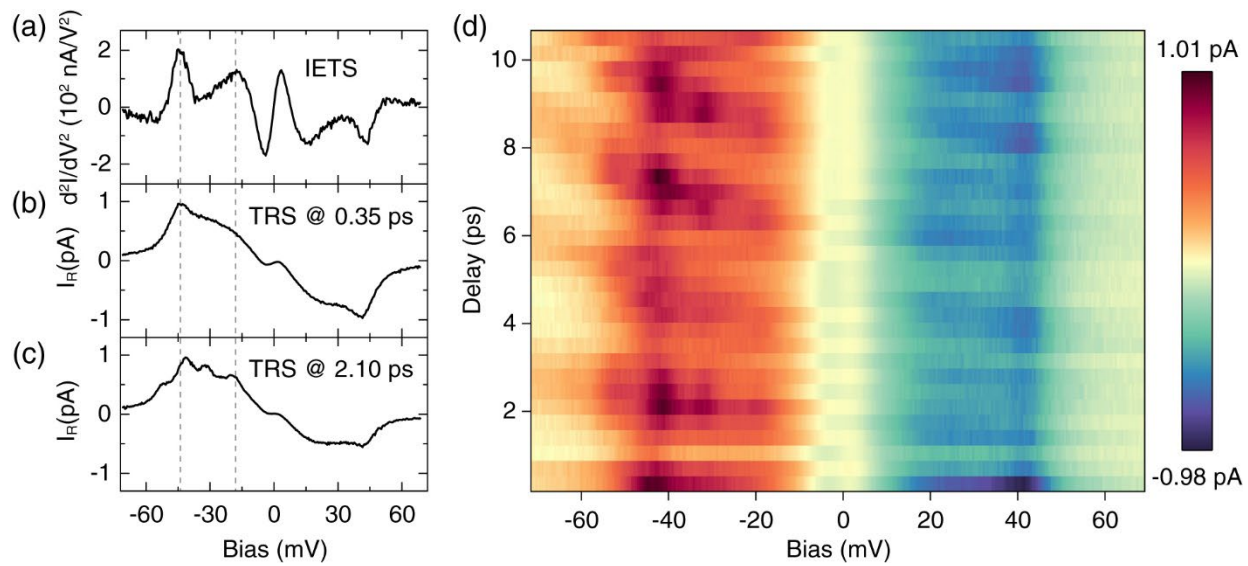 (a)
d²I/dV² (10² nA/V²)
2
0
-2
IETS
(b)
I_R(pA)
1
0
-1
TRS @ 0.35 ps
(c)
I_R(pA)
1
0
-1
TRS @ 2.10 ps
-60 -30 0 30 60
Bias (mV)
(d)
Delay (ps)
10
8
6
4
2
-60 -40 -20 0 20 40 60
Bias (mV)
1.01 pA
-0.98 pA